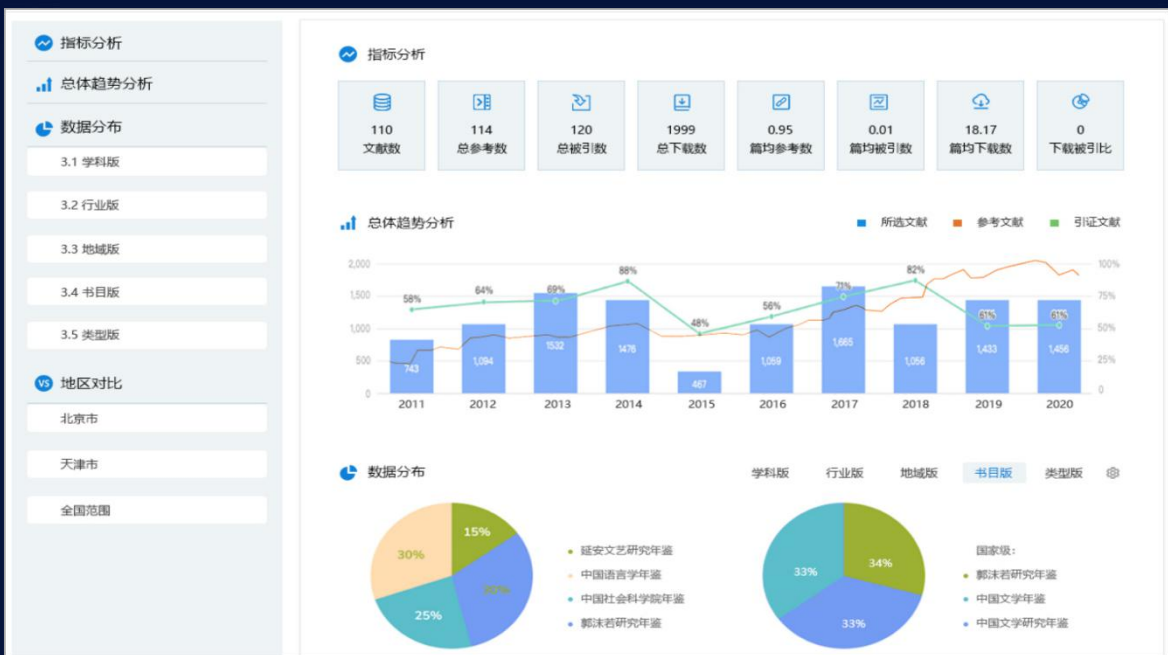 指标分析
总体趋势分析
数据分布
3.1 学科版
3.2 行业版
3.3 地域版
3.4 书目版
3.5 类型版
VS 地区对比
北京市
天津市
全国范围
指标分析
110 114 120 1999 0.95 0.01 18.17 0
文献数 总参考数 总被引数 总下载数 篇均参考数 篇均被引数 篇均下载数 下载被引比
总体趋势分析 所选文献 参考文献 引证文献
2,000 100%
1,500 75%
1,000 50%
500 25%
0 0
58% 64% 69% 88% 48% 56% 71% 82% 61% 61%
743 1,094 1532 1476 467 1,059 1,665 1,056 1,433 1,456
2011 2012 2013 2014 2015 2016 2017 2018 2019 2020
数据分布 学科版 行业版 地域版 书目版 类型版
15%
30%
25%
延安文艺研究年鉴
中国语言学年鉴
中国社会科学院年鉴
郭沫若研究年鉴
34%
33%
33%
国家级：
郭沫若研究年鉴
中国文学年鉴
中国文学研究年鉴